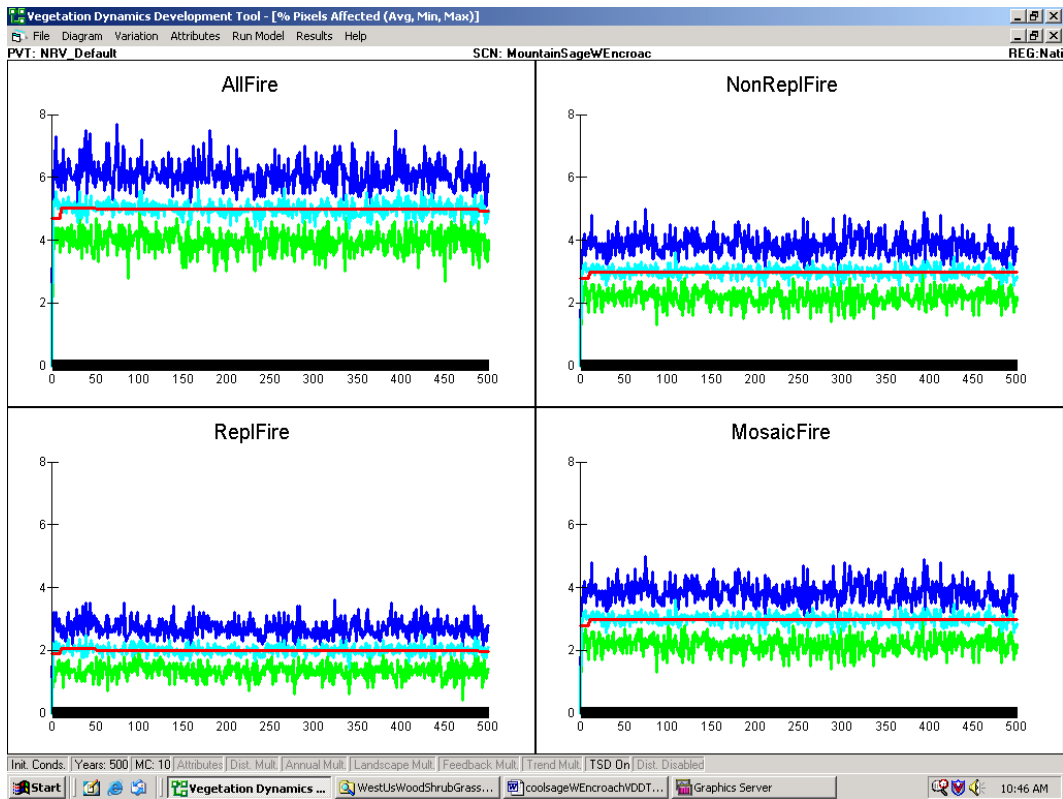 Vegetation Dynamics Development Tool - [% Pixels Affected (Avg, Min, Max)]
File Diagram Variation Attributes Run Model Results Help
PVT: NRV_Default SCN: MountainSageWEncroac REG:Nati
AllFire
8
6
4
2
0
0 50 100 150 200 250 300 350 400 450 500
NonReplFire
8
6
4
2
0
0 50 100 150 200 250 300 350 400 450 500
ReplFire
8
6
4
2
0
0 50 100 150 200 250 300 350 400 450 500
MosaicFire
8
6
4
2
0
0 50 100 150 200 250 300 350 400 450 500
Init. Conds. Years: 500 MC: 10 Attributes Dist. Mult. Annual Mult. Landscape Mult. Feedback Mult. Trend Mult. TSD On Dist. Disabled
Start Vegetation Dynamics ... WestUsWoodShrubGrass... coolsageWEncroachVDDT... Graphics Server 10:46 AM